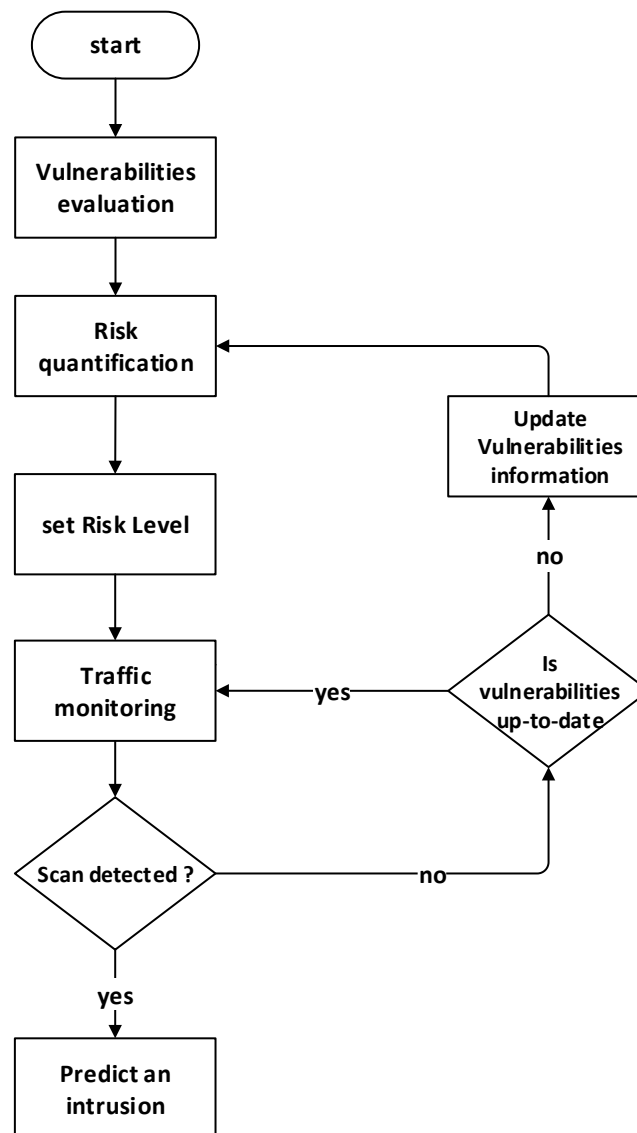 start
Vulnerabilities
evaluation
Risk
quantification
Update
Vulnerabilities
information
set Risk Level
no
Is
vulnerabilities
up-to-date
Traffic
monitoring
yes
Scan detected ?
no
yes
Predict an
intrusion